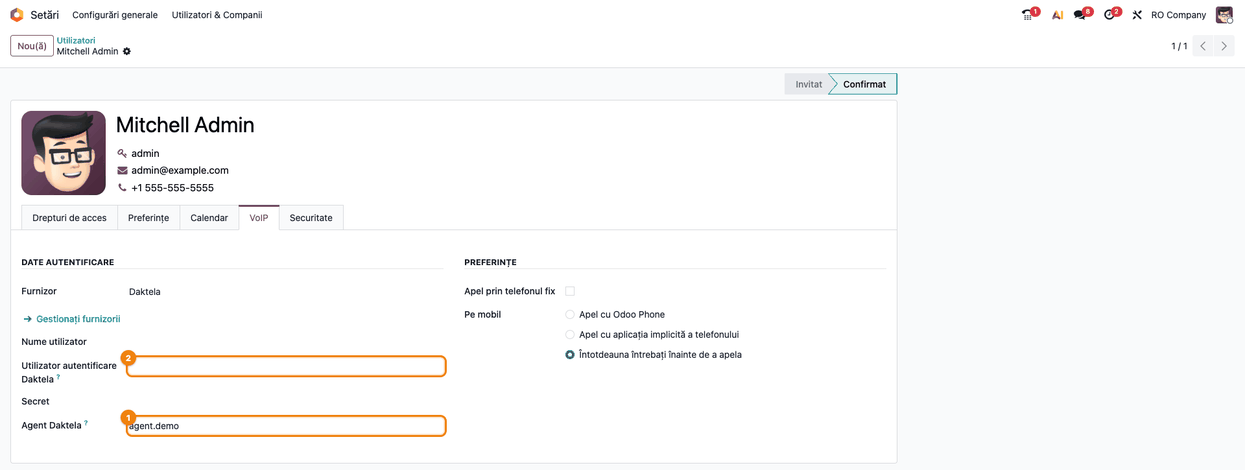 Setări Configurări generale Utilizatori & Companii 1 AI 8 2 RO Company
Nou(ă) Utilizatori
Mitchell Admin 1 / 1
Invitat Confirmat
Mitchell Admin
admin
admin@example.com
+1 555-555-5555
Drepturi de acces Preferințe Calendar VoIP Securitate
DATE AUTENTIFICARE
Furnizor Daktela
→ Gestionați furnizorii
Nume utilizator
Utilizator autentificare
Daktela ?
2
Secret
Agent Daktela ?
1
agent.demo
PREFERINȚE
Apel prin telefonul fix
Pe mobil Apel cu Odoo Phone
Apel cu aplicația implicită a telefonului
Întotdeauna întrebați înainte de a apela